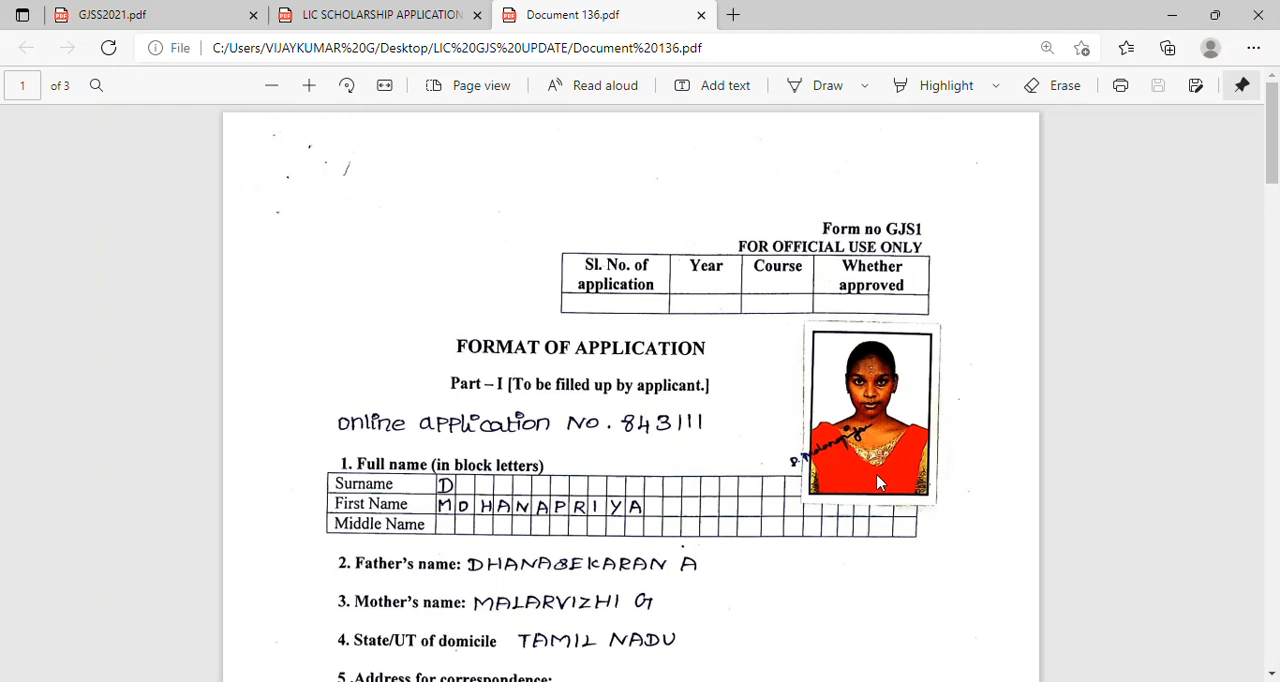 GJSS2021.pdf
LIC SCHOLARSHIP APPLICATION
Document 136.pdf
File
C:/Users/VIJAYKUMAR%20G/Desktop/LIC%20GJS%20UPDATE/Document%20136.pdf
1 of 3
Page view
Read aloud
Add text
Draw
Highlight
Erase
Form no GJS1
FOR OFFICIAL USE ONLY
Sl. No. of application Year Course Whether approved
FORMAT OF APPLICATION
Part – I [To be filled up by applicant.]
online application No. 843111
1. Full name (in block letters)
Surname D
First Name MOHANAPRIYA
Middle Name
2. Father's name: DHANASEKARAN A
3. Mother's name: MALARVIZHI G
4. State/UT of domicile TAMIL NADU
5. Address for correspondence: